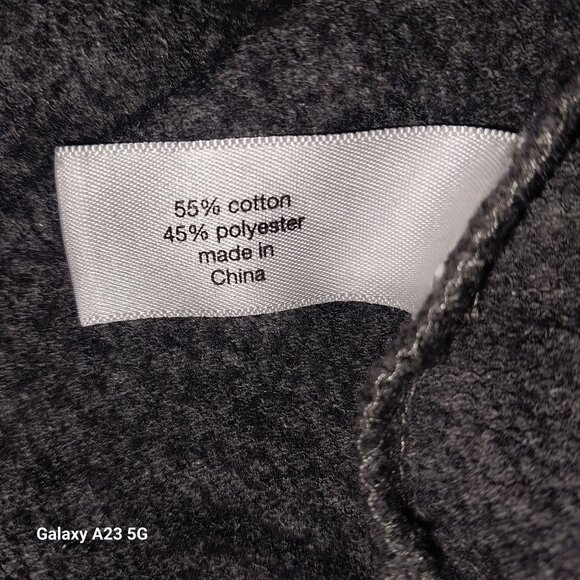 55% cotton
45% polyester
made in
China
Galaxy A23 5G